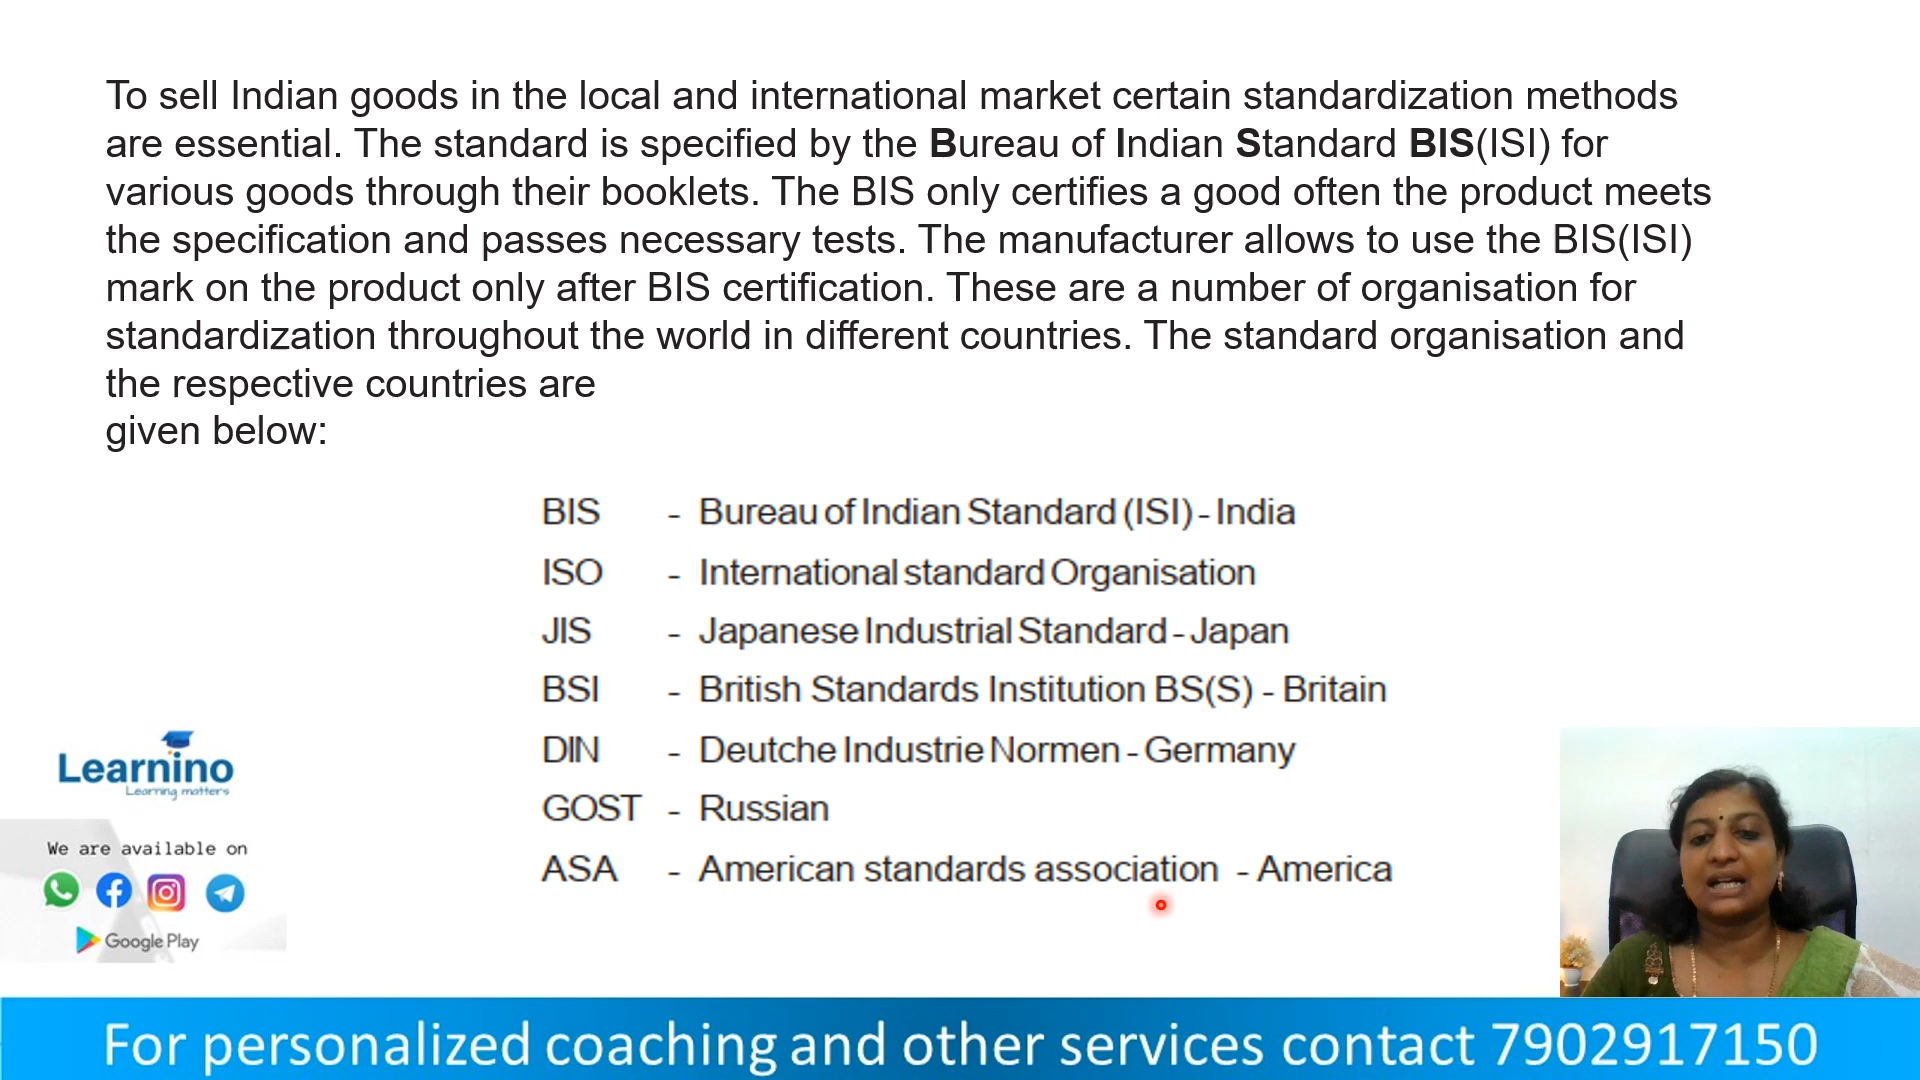 To sell Indian goods in the local and international market certain standardization methods
are essential. The standard is specified by the Bureau of Indian Standard BIS(ISI) for
various goods through their booklets. The BIS only certifies a good often the product meets
the specification and passes necessary tests. The manufacturer allows to use the BIS(ISI)
mark on the product only after BIS certification. These are a number of organisation for
standardization throughout the world in different countries. The standard organisation and
the respective countries are
given below:
BIS - Bureau of Indian Standard (ISI) - India
ISO - International standard Organisation
JIS - Japanese Industrial Standard - Japan
BSI - British Standards Institution BS(S) - Britain
DIN - Deutche Industrie Normen - Germany
GOST - Russian
ASA - American standards association - America
Learnino
Learning matters
We are available on
Google Play
For personalized coaching and other services contact 7902917150